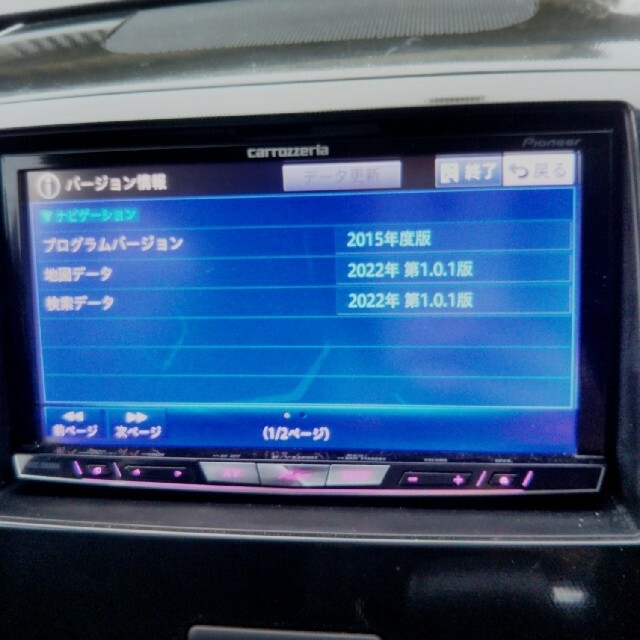 carrozzeria
Pioneer
バージョン情報
データ更新
終了
戻る
▼ナビゲーション
プログラムバージョン
2015年度版
地図データ
2022年 第1.0.1版
検索データ
2022年 第1.0.1版
前ページ
次ページ
(1/2ページ)